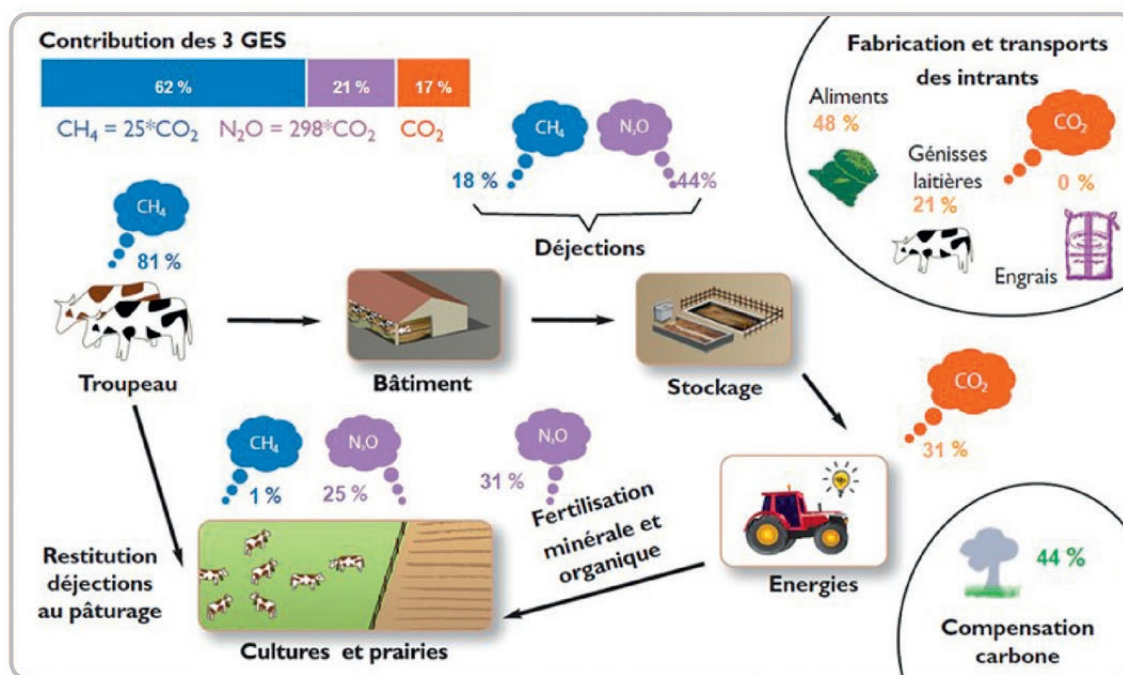 Contribution des 3 GES
62 %
21 %
17 %
CH₄ = 25*CO₂
N₂O = 298*CO₂
CO₂
CH₄
N₂O
18 %
44%
Déjections
Fabrication et transports
des intrants
Aliments
48 %
CO₂
Génisses
laitières
21 %
0 %
Engrais
CH₄
81 %
Troupeau
Bâtiment
Stockage
CO₂
31 %
CH₄
N₂O
N₂O
1 %
25 %
31 %
Fertilisation
minérale et
organique
Restitution
déjections
au pâturage
Cultures et prairies
Energies
44 %
Compensation
carbone